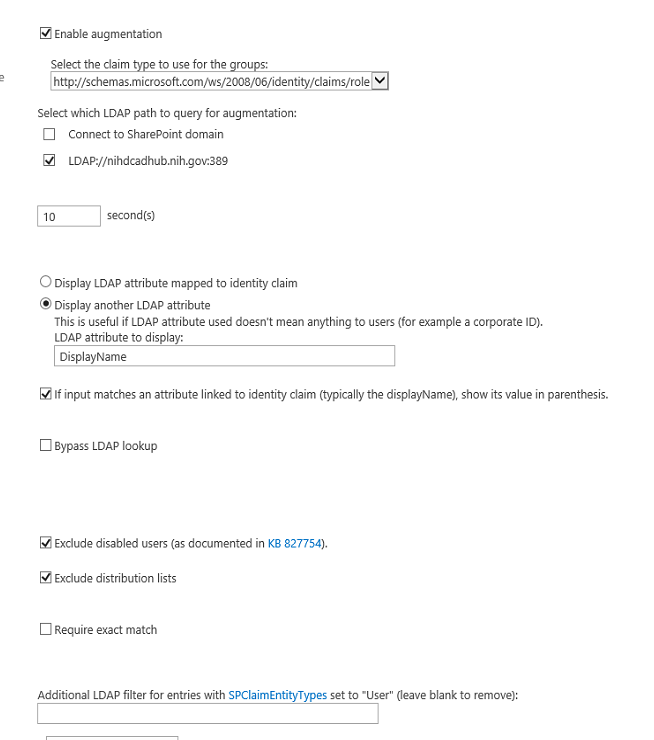 Enable augmentation
e
Select the claim type to use for the groups:
http://schemas.microsoft.com/ws/2008/06/identity/claims/role
Select which LDAP path to query for augmentation:
Connect to SharePoint domain
LDAP://nihdcadhub.nih.gov:389
10 second(s)
Display LDAP attribute mapped to identity claim
Display another LDAP attribute
This is useful if LDAP attribute used doesn't mean anything to users (for example a corporate ID).
LDAP attribute to display:
DisplayName
If input matches an attribute linked to identity claim (typically the displayName), show its value in parenthesis.
Bypass LDAP lookup
Exclude disabled users (as documented in KB 827754).
Exclude distribution lists
Require exact match
Additional LDAP filter for entries with SPClaimEntityTypes set to "User" (leave blank to remove):